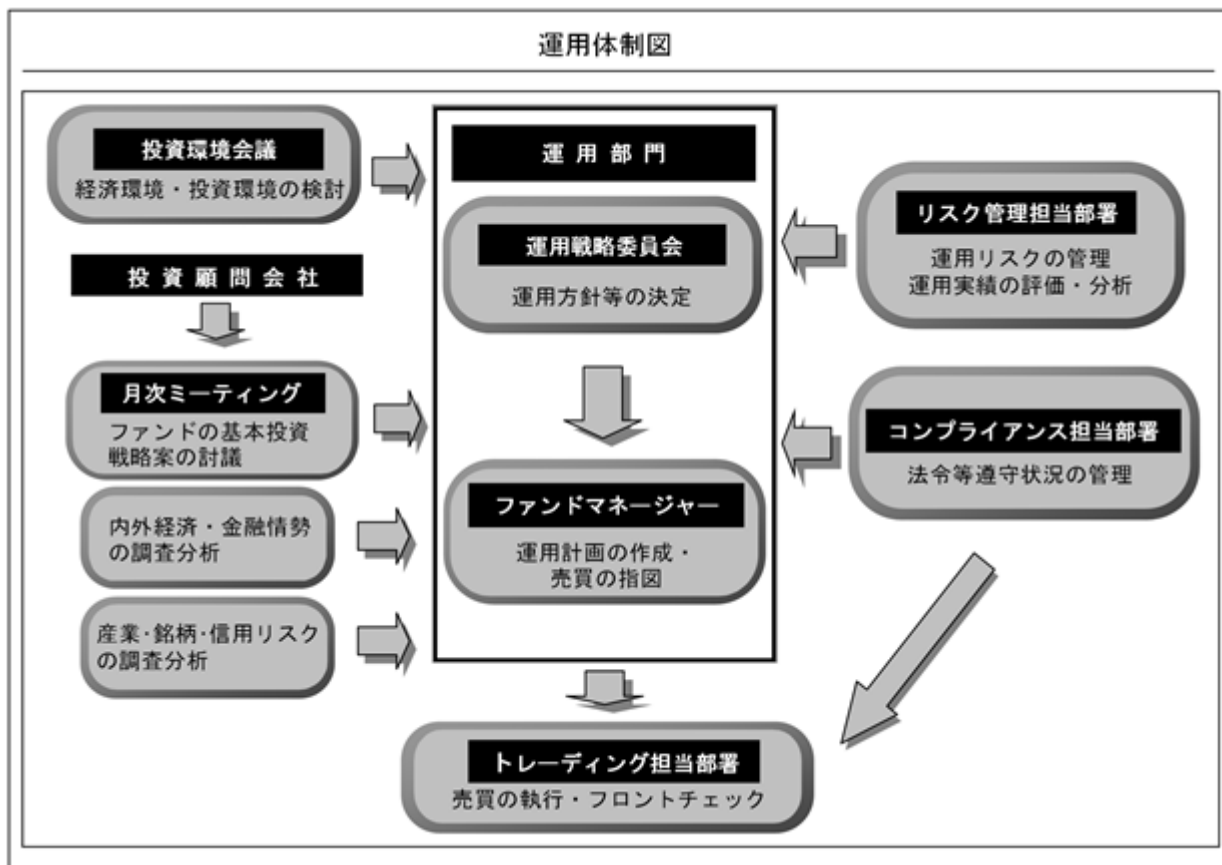 運用体制図
投資環境会議
経済環境・投資環境の検討
投資顧問会社
月次ミーティング
ファンドの基本投資
戦略案の討議
内外経済・金融情勢
の調査分析
産業・銘柄・信用リスク
の調査分析
運用部門
運用戦略委員会
運用方針等の決定
ファンドマネージャー
運用計画の作成・
売買の指図
リスク管理担当部署
運用リスクの管理
運用実績の評価・分析
コンプライアンス担当部署
法令等遵守状況の管理
トレーディング担当部署
売買の執行・フロントチェック